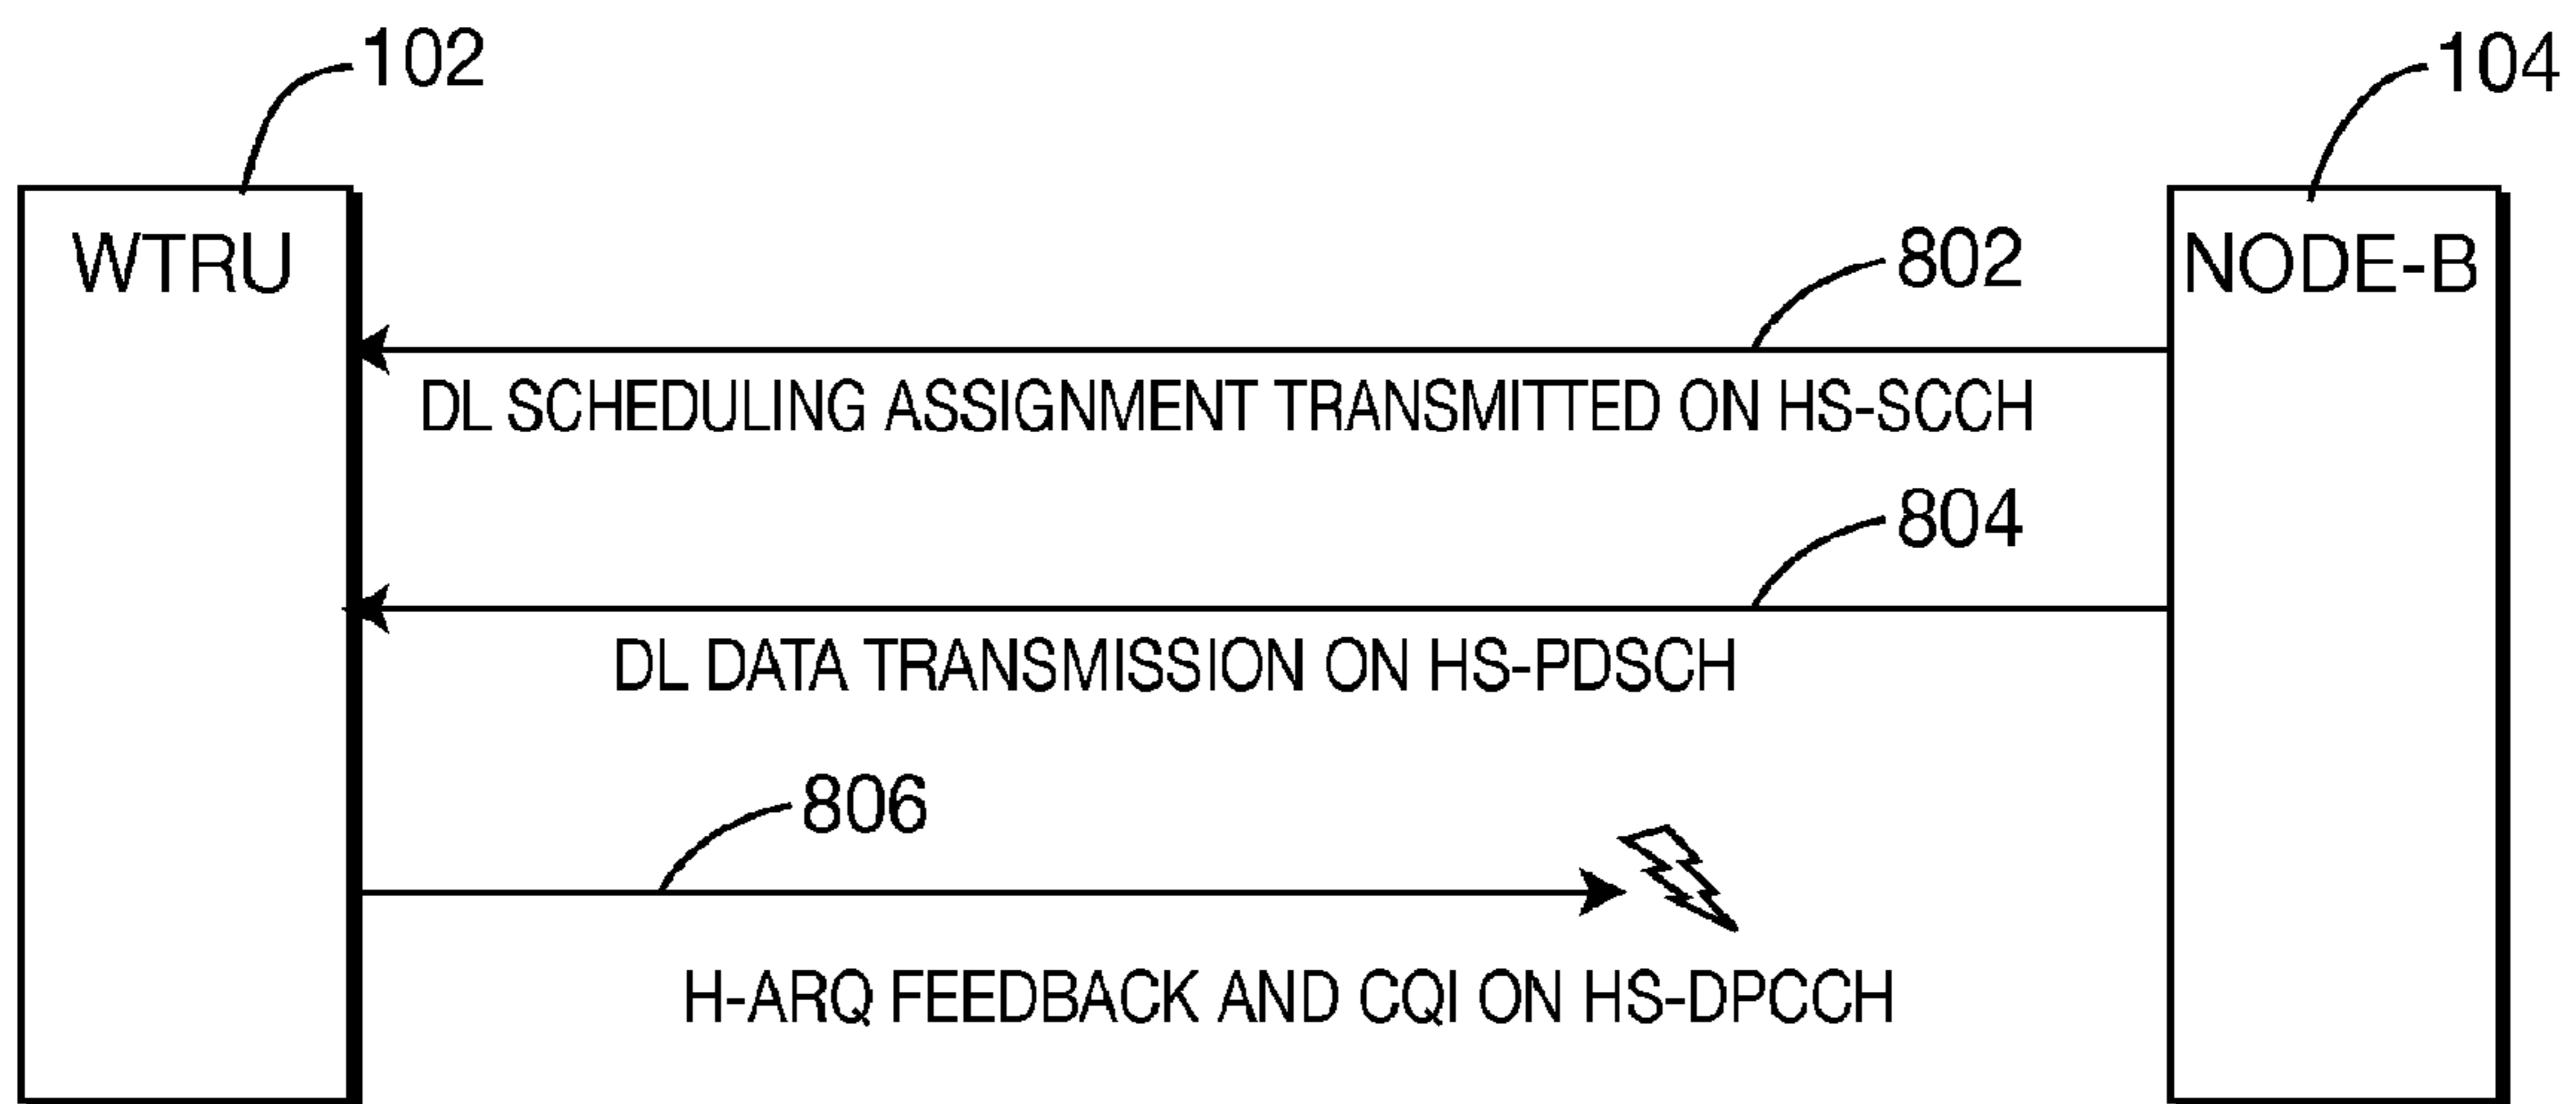 102
104
WTRU
NODE-B
802
DL SCHEDULING ASSIGNMENT TRANSMITTED ON HS-SCCH
804
DL DATA TRANSMISSION ON HS-PDSCH
806
H-ARQ FEEDBACK AND CQI ON HS-DPCCH